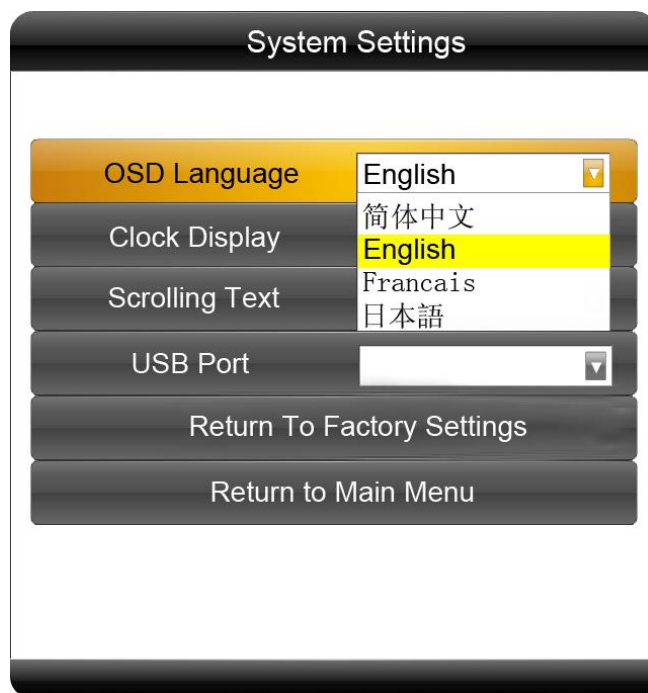 System Settings
OSD Language
English
简体中文
English
Francais
日本語
Clock Display
Scrolling Text
USB Port
Return To Factory Settings
Return to Main Menu